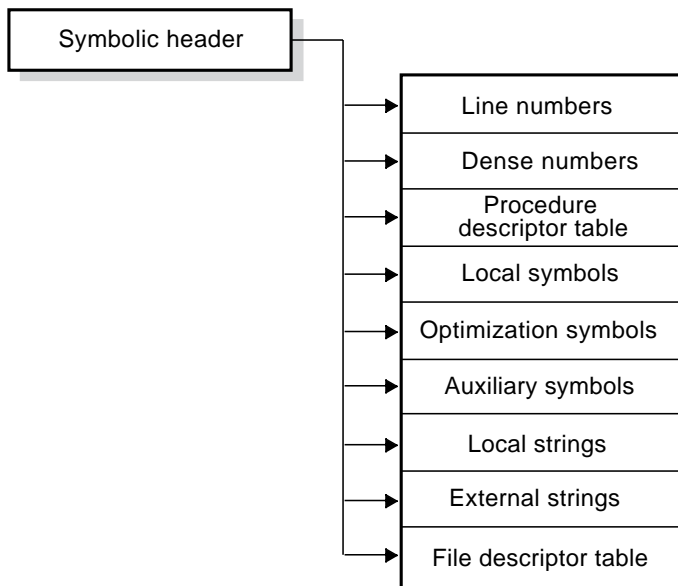 Symbolic header
Line numbers
Dense numbers
Procedure
descriptor table
Local symbols
Optimization symbols
Auxiliary symbols
Local strings
External strings
File descriptor table